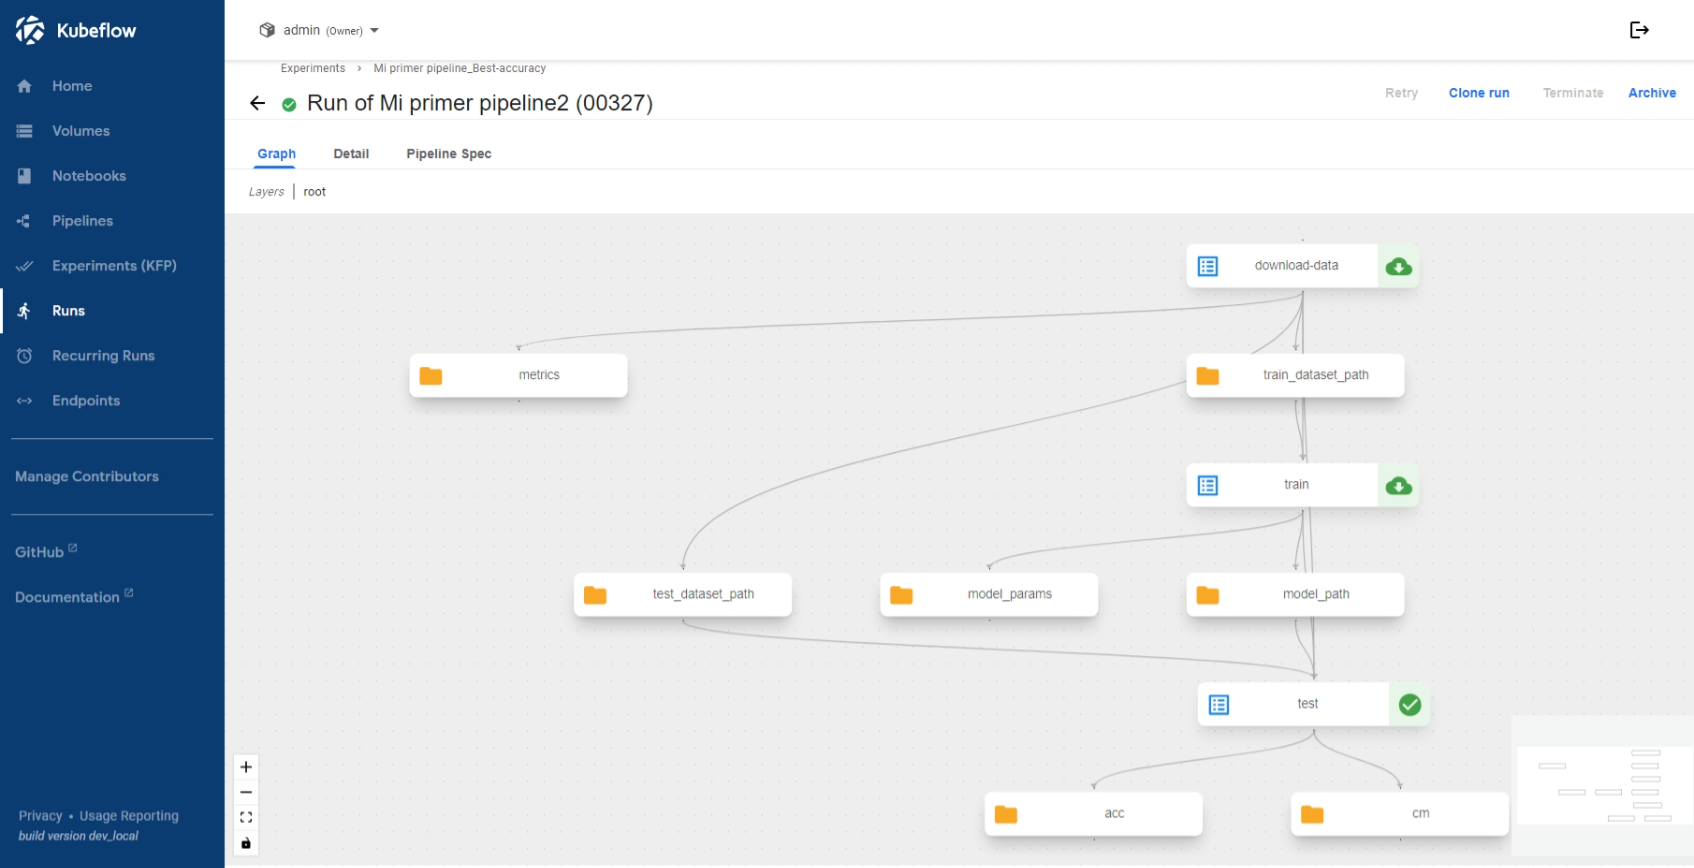 Kubeflow
admin (Owner)
Home
Volumes
Notebooks
Pipelines
Experiments (KFP)
Runs
Recurring Runs
Endpoints
Manage Contributors
GitHub
Documentation
Privacy • Usage Reporting
build version dev_local
Experiments › Mi primer pipeline_Best-accuracy
Run of Mi primer pipeline2 (00327)
Retry Clone run Terminate Archive
Graph Detail Pipeline Spec
Layers | root
download-data
metrics
train_dataset_path
train
test_dataset_path
model_params
model_path
test
acc
cm